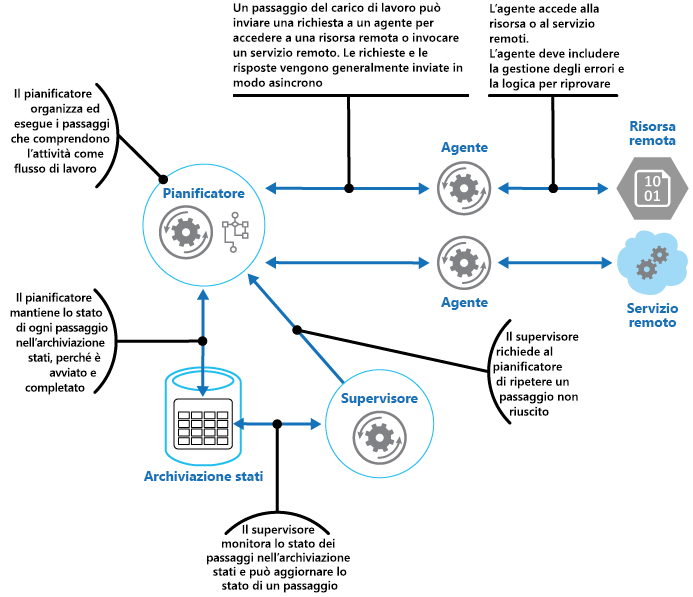 Un passaggio del carico di lavoro può
inviare una richiesta a un agente per
accedere a una risorsa remota o invocare
un servizio remoto. Le richieste e le
risposte vengono generalmente inviate in
modo asincrono
L'agente accede alla
risorsa o al servizio
remoti.
L'agente deve includere
la gestione degli errori e
la logica per riprovare
Il pianificatore
organizza ed
esegue i passaggi
che comprendono
l'attività come
flusso di lavoro
Pianificatore
Agente
Risorsa
remota
10
01
Agente
Servizio
remoto
Il pianificatore
mantiene lo stato
di ogni passaggio
nell'archiviazione
stati, perché è
avviato e
completato
Il supervisore
richiede al
pianificatore
di ripetere un
passaggio non
riuscito
Supervisore
Archiviazione stati
Il supervisore
monitora lo stato dei
passaggi nell'archiviazione
stati e può aggiornare lo
stato di un passaggio